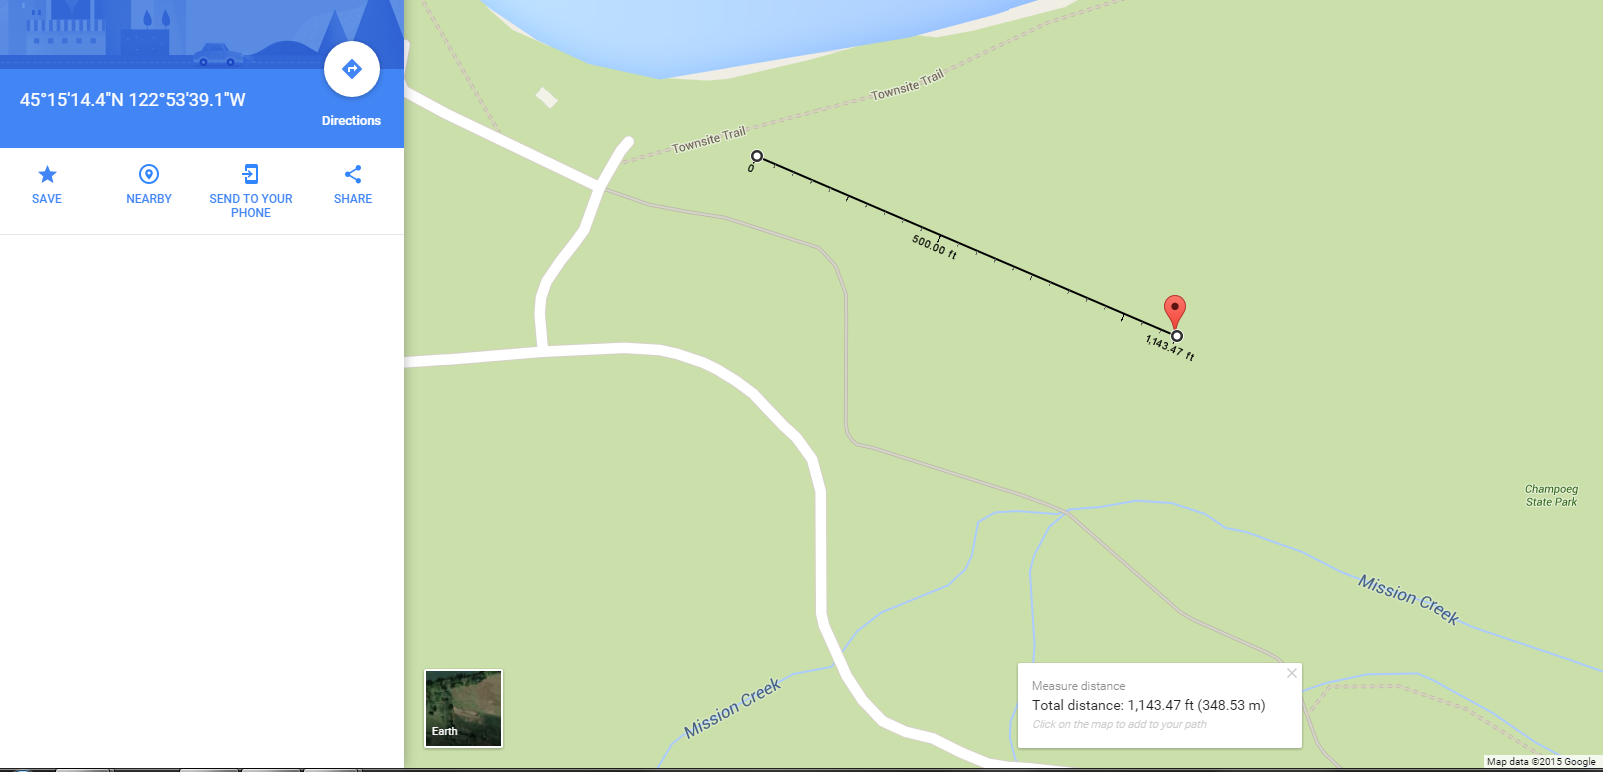 45°15'14.4"N 122°53'39.1"W
Directions
SAVE
NEARBY
SEND TO YOUR
PHONE
SHARE
Townsite Trail
Townsite Trail
0
500.00 ft
1,143.47 ft
Champoeg
State Park
Mission Creek
Mission Creek
Earth
Measure distance
Total distance: 1,143.47 ft (348.53 m)
Click on the map to add to your path
Map data ©2015 Google